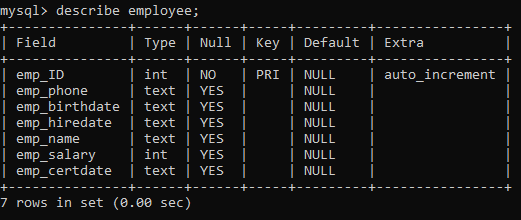 mysql> describe employee;
+---------------+------+------+-----+---------+----------------+
| Field         | Type | Null | Key | Default | Extra          |
+---------------+------+------+-----+---------+----------------+
| emp_ID        | int  | NO   | PRI | NULL    | auto_increment |
| emp_phone     | text | YES  |     | NULL    |                |
| emp_birthdate | text | YES  |     | NULL    |                |
| emp_hiredate  | text | YES  |     | NULL    |                |
| emp_name      | text | YES  |     | NULL    |                |
| emp_salary    | int  | YES  |     | NULL    |                |
| emp_certdate  | text | YES  |     | NULL    |                |
+---------------+------+------+-----+---------+----------------+
7 rows in set (0.00 sec)